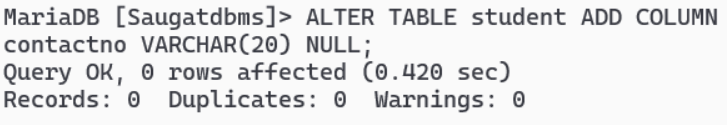 MariaDB [Saugatdbms]> ALTER TABLE student ADD COLUMN
contactno VARCHAR(20) NULL;
Query OK, 0 rows affected (0.420 sec)
Records: 0  Duplicates: 0  Warnings: 0